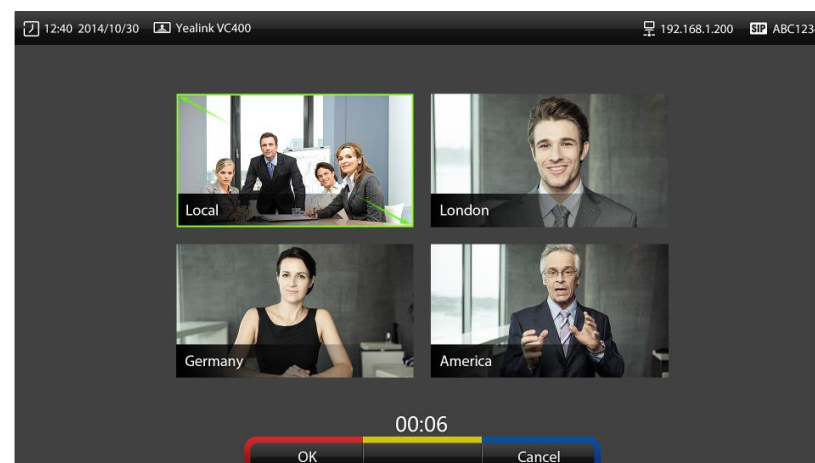 12:40 2014/10/30 Yealink VC400 192.168.1.200 SIP ABC123
Local London
Germany America
00:06
OK Cancel